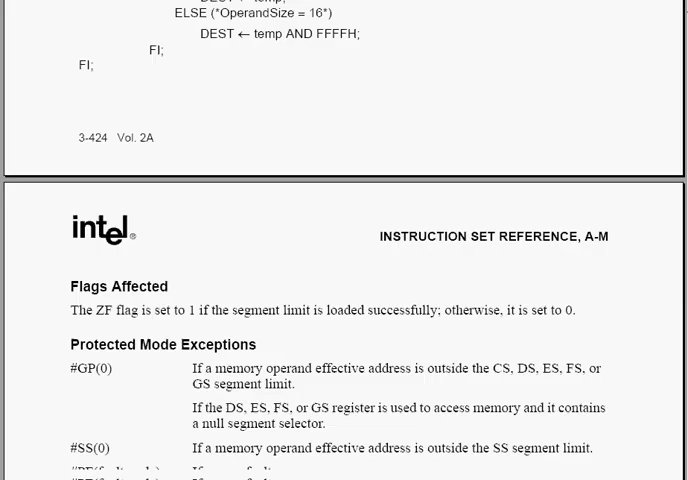 ELSE (*OperandSize = 16*)
DEST ← temp AND FFFFH;
FI;
FI;
3-424 Vol. 2A
intel®
INSTRUCTION SET REFERENCE, A-M
Flags Affected
The ZF flag is set to 1 if the segment limit is loaded successfully; otherwise, it is set to 0.
Protected Mode Exceptions
#GP(0) If a memory operand effective address is outside the CS, DS, ES, FS, or
GS segment limit.
If the DS, ES, FS, or GS register is used to access memory and it contains
a null segment selector.
#SS(0) If a memory operand effective address is outside the SS segment limit.